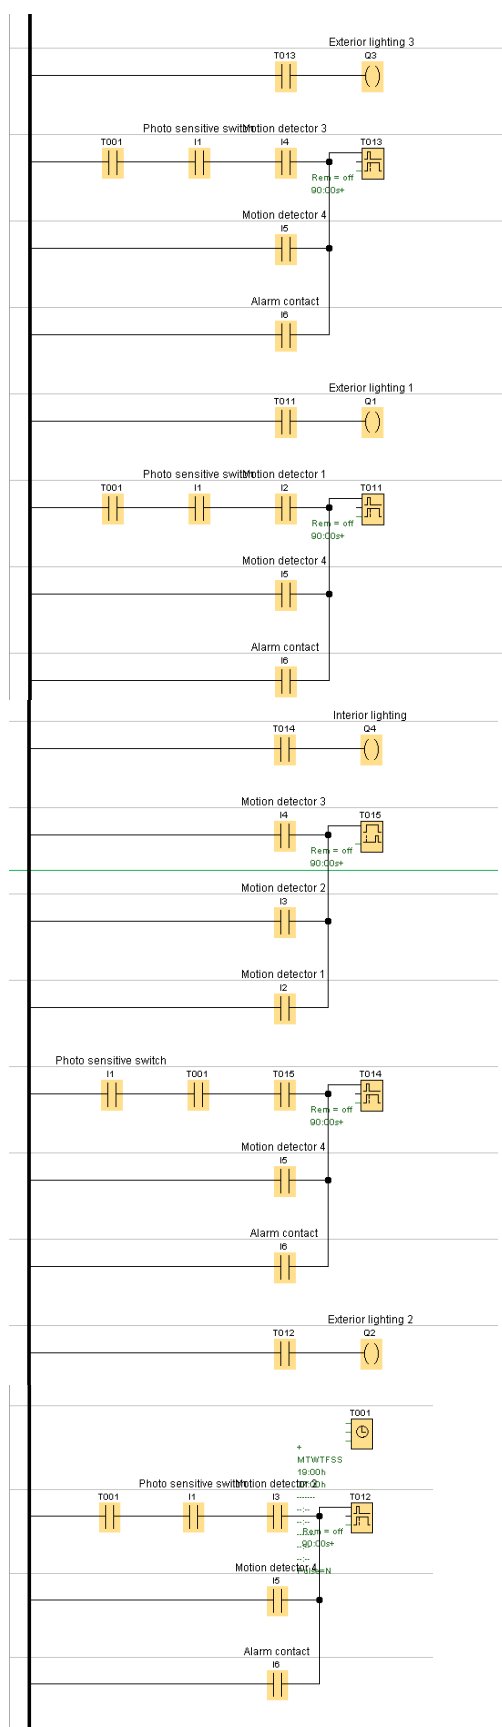 Exterior lighting 3
T013 Q3
Photo sensitive switch Motion detector 3
T001 I1 I4 T013
Rem = off
90:00s+
Motion detector 4
I5
Alarm contact
I6
Exterior lighting 1
T011 Q1
Photo sensitive switch Motion detector 1
T001 I1 I2 T011
Rem = off
90:00s+
Motion detector 4
I5
Alarm contact
I6
Interior lighting
T014 Q4
Motion detector 3
I4 T015
Rem = off
90:00s+
Motion detector 2
I3
Motion detector 1
I2
Photo sensitive switch
I1 T001 T015 T014
Rem = off
90:00s+
Motion detector 4
I5
Alarm contact
I6
Exterior lighting 2
T012 Q2
T001
+
MTWTFSS
19:00h
Photo sensitive switch Motion detector 2
T001 I1 I3 T012
-------
--:--
Rem = off
90:00s+
--:--
--:--
Pulse=N
Motion detector 4
I5
Alarm contact
I6